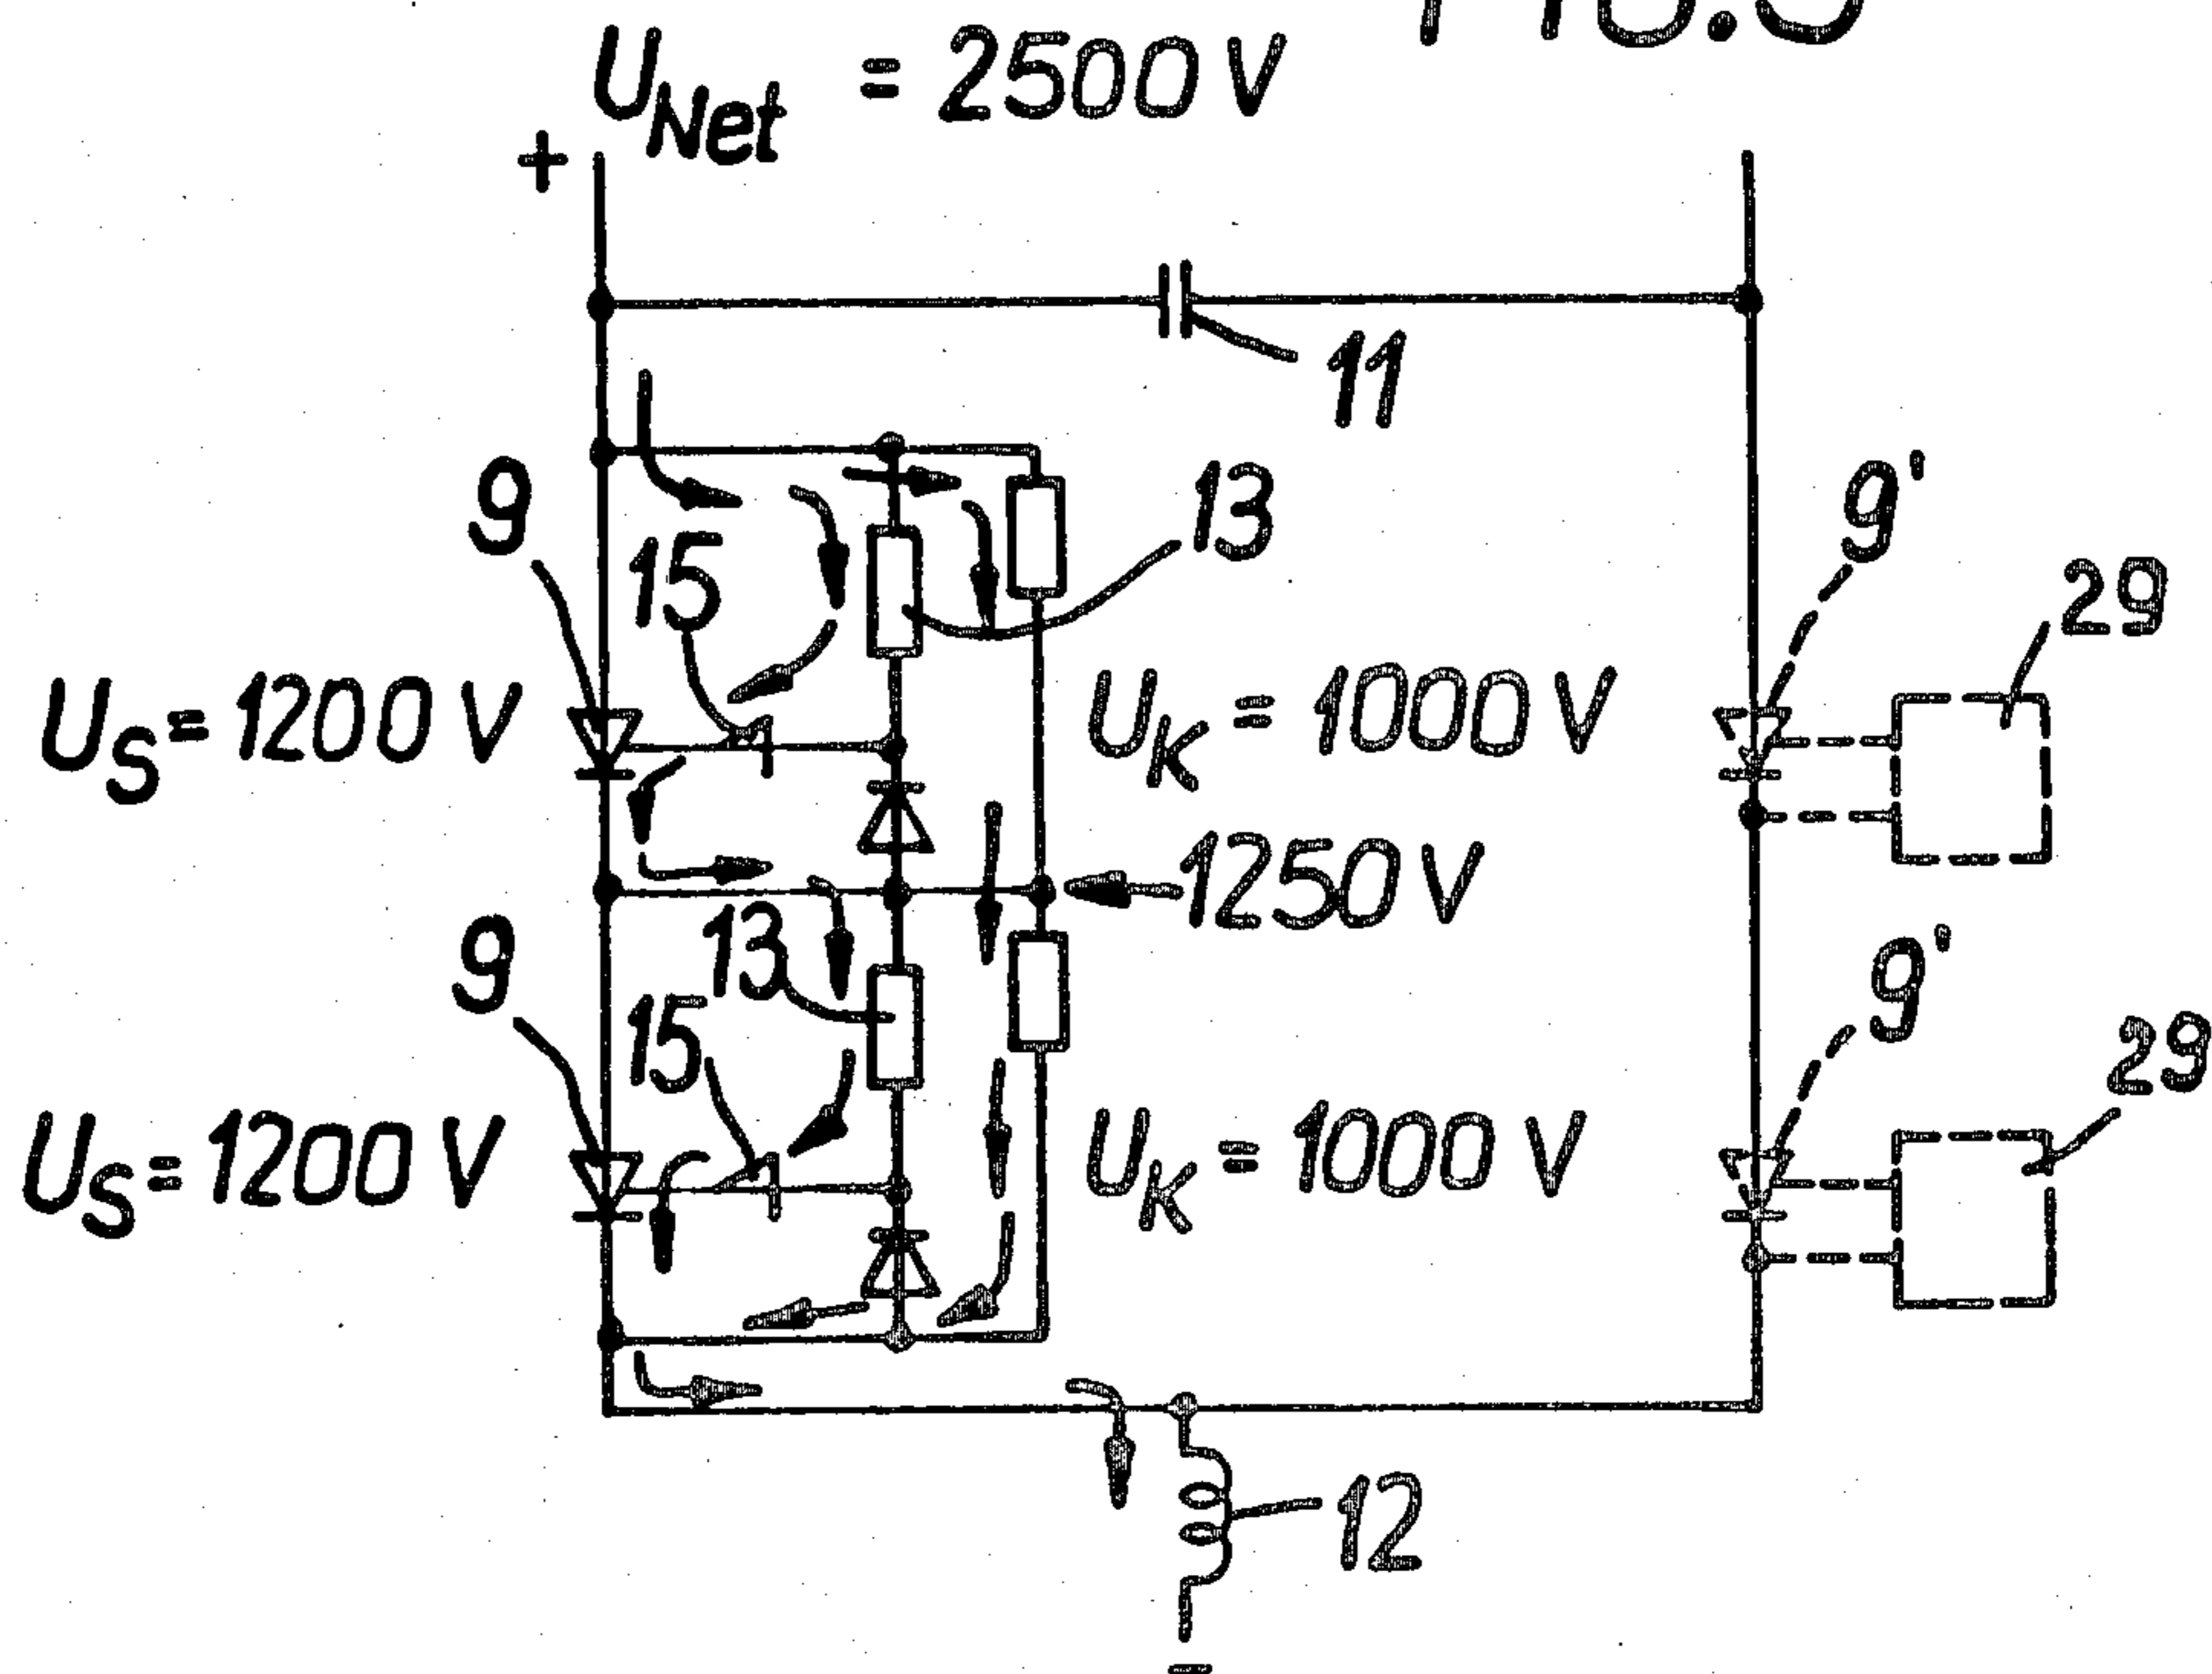 U_Net = 2500 V
+
11
9
15
13
9'
29
U_S = 1200 V
U_K = 1000 V
1250 V
9
13
15
9'
29
U_S = 1200 V
U_K = 1000 V
12
-